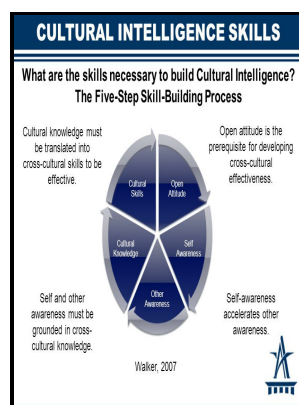 CULTURAL INTELLIGENCE SKILLS
What are the skills necessary to build Cultural Intelligence?
The Five-Step Skill-Building Process
Cultural knowledge must
be translated into
cross-cultural skills to be
effective.
Open attitude is the
prerequisite for developing
cross-cultural
effectiveness.
Cultural
Skills
Open
Attitude
Cultural
Knowledge
Self
Awareness
Other
Awareness
Self and other
awareness must be
grounded in cross-
cultural knowledge.
Self-awareness
accelerates other
awareness.
Walker, 2007